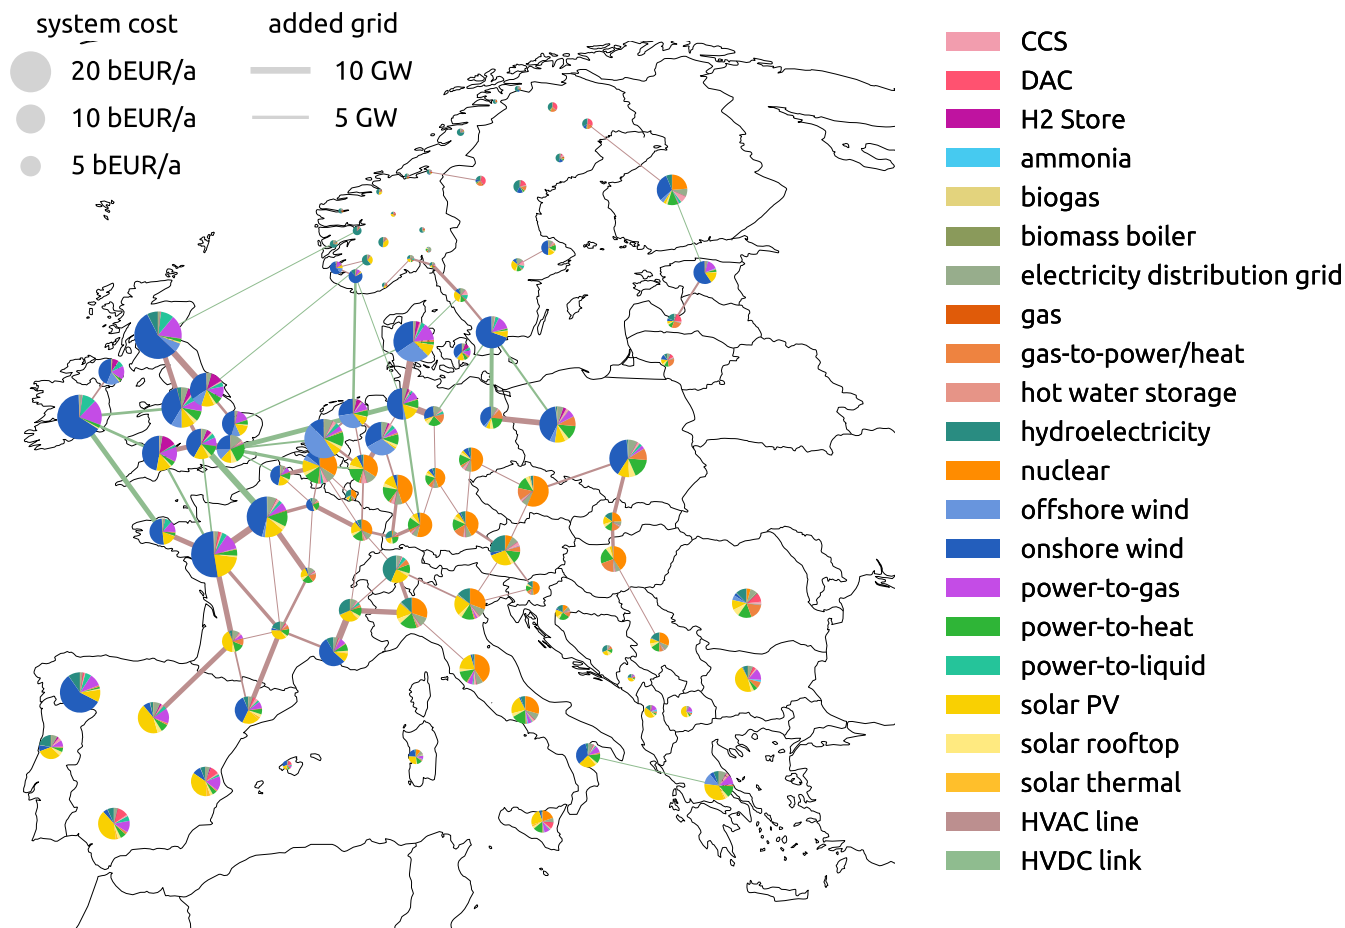 system cost
added grid
20 bEUR/a
10 GW
10 bEUR/a
5 GW
5 bEUR/a
CCS
DAC
H2 Store
ammonia
biogas
biomass boiler
electricity distribution grid
gas
gas-to-power/heat
hot water storage
hydroelectricity
nuclear
offshore wind
onshore wind
power-to-gas
power-to-heat
power-to-liquid
solar PV
solar rooftop
solar thermal
HVAC line
HVDC link